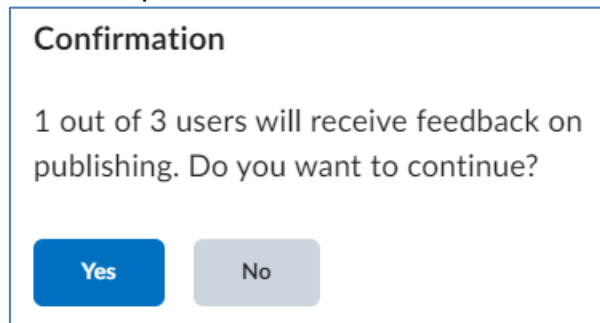 Confirmation
1 out of 3 users will receive feedback on
publishing. Do you want to continue?
Yes
No